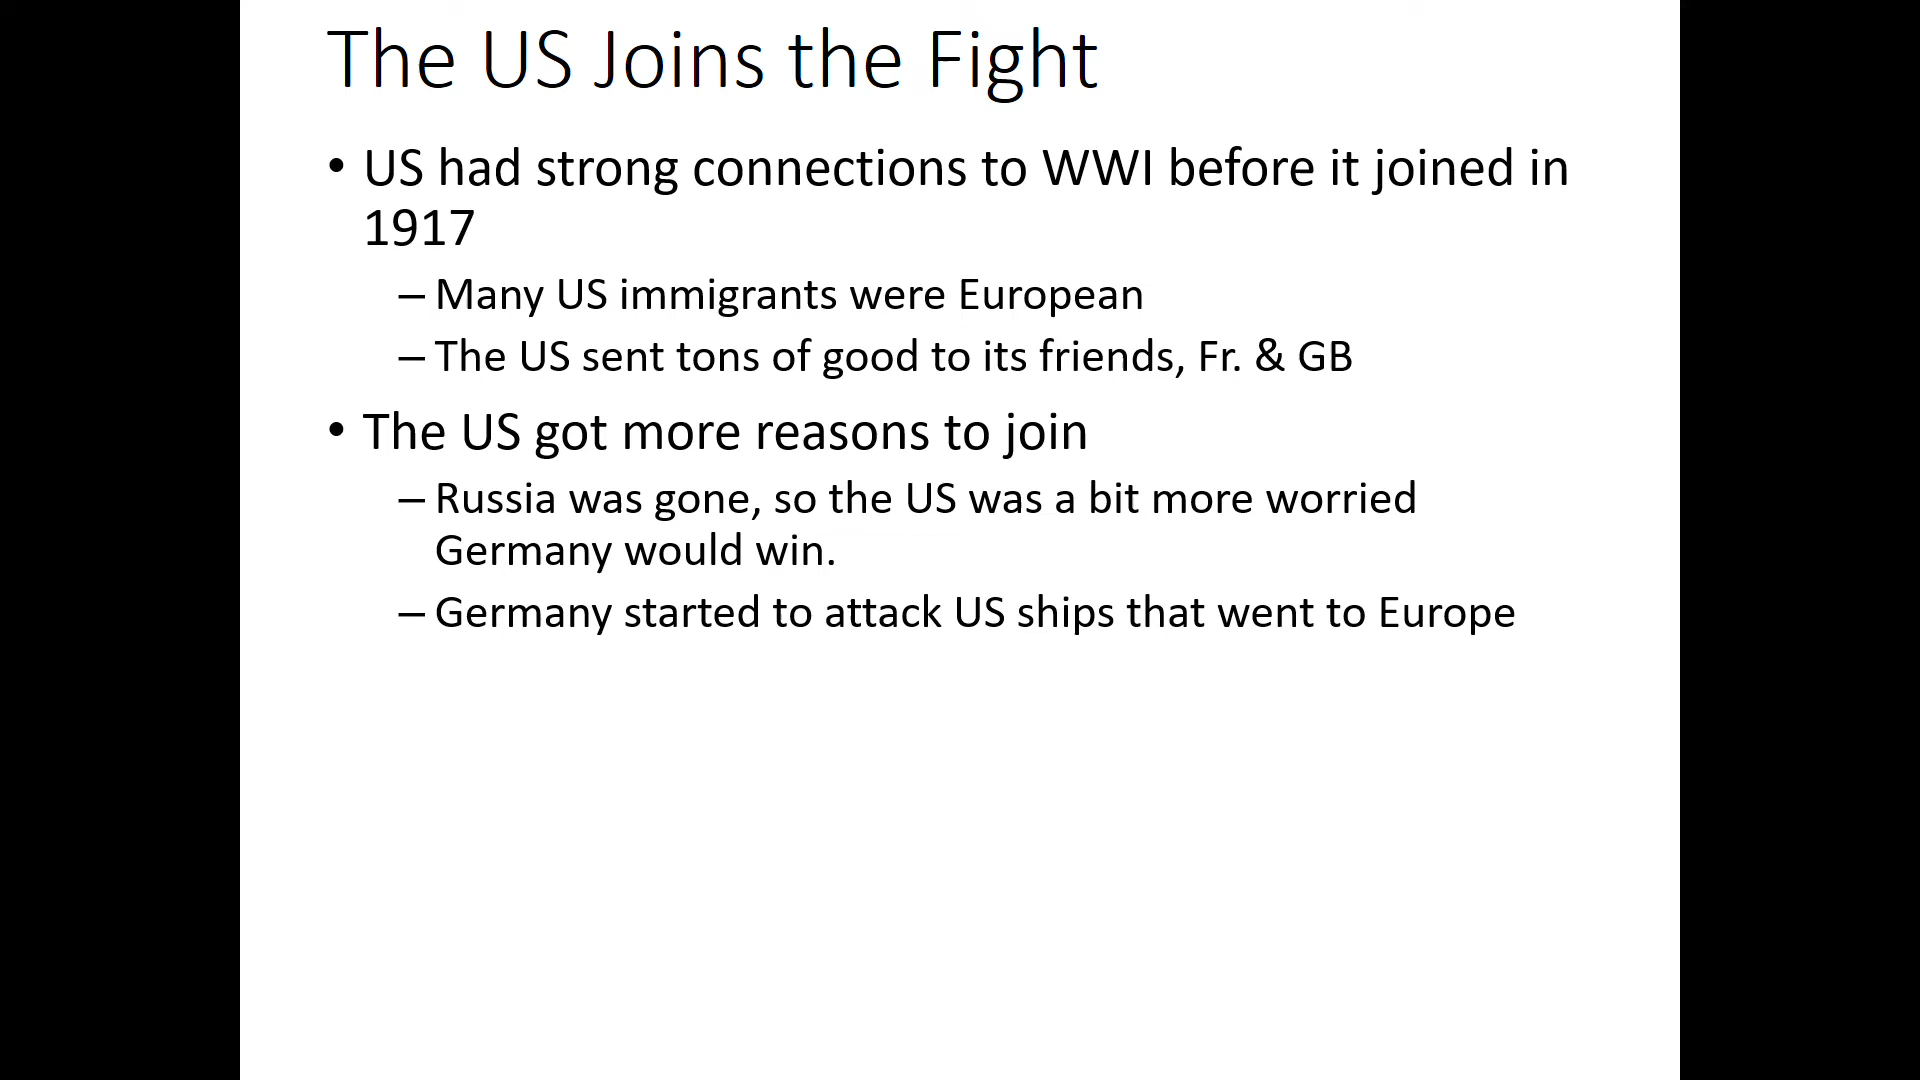 The US Joins the Fight
• US had strong connections to WWI before it joined in
1917
– Many US immigrants were European
– The US sent tons of good to its friends, Fr. & GB
• The US got more reasons to join
– Russia was gone, so the US was a bit more worried
Germany would win.
– Germany started to attack US ships that went to Europe